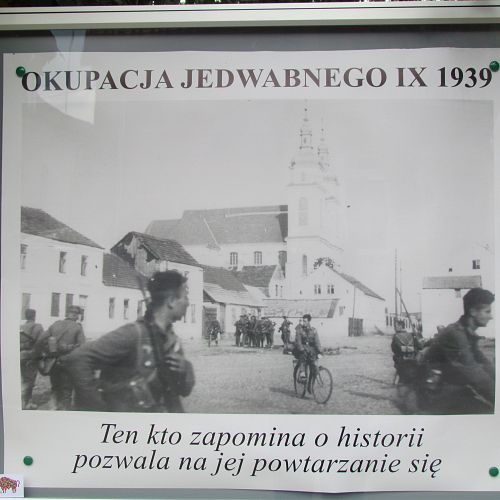 OKUPACJA JEDWABNEGO IX 1939
Ten kto zapomina o historii
pozwala na jej powtarzanie się